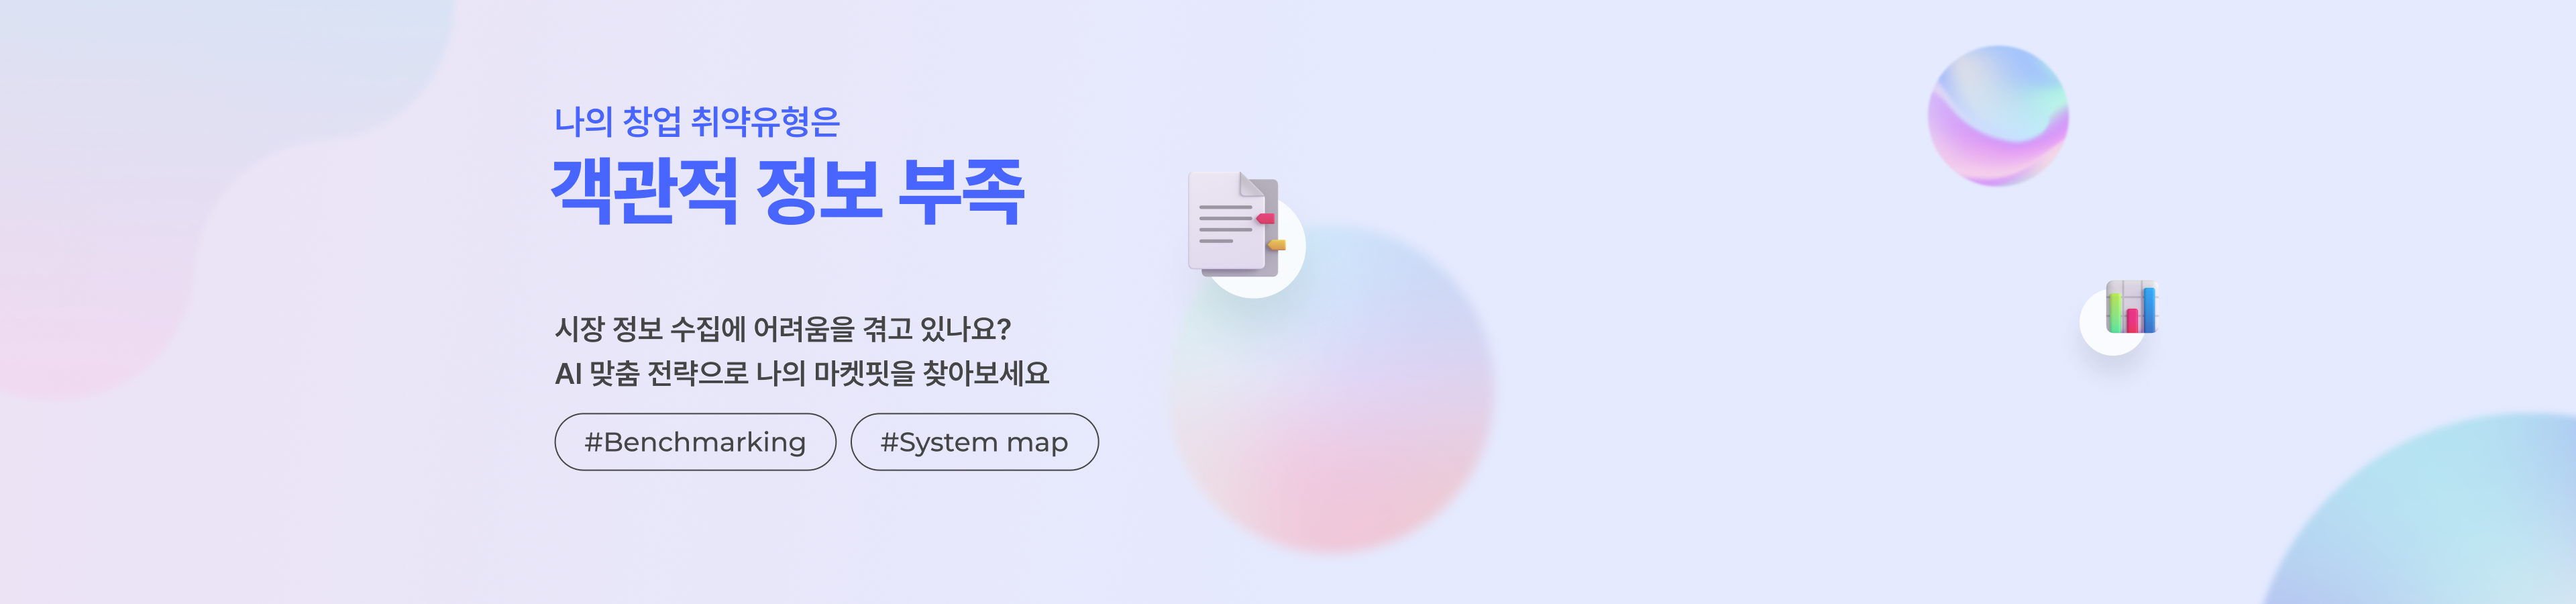 나의 창업 취약유형은
객관적 정보 부족
시장 정보 수집에 어려움을 겪고 있나요?
AI 맞춤 전략으로 나의 마켓핏을 찾아보세요
#Benchmarking #System map